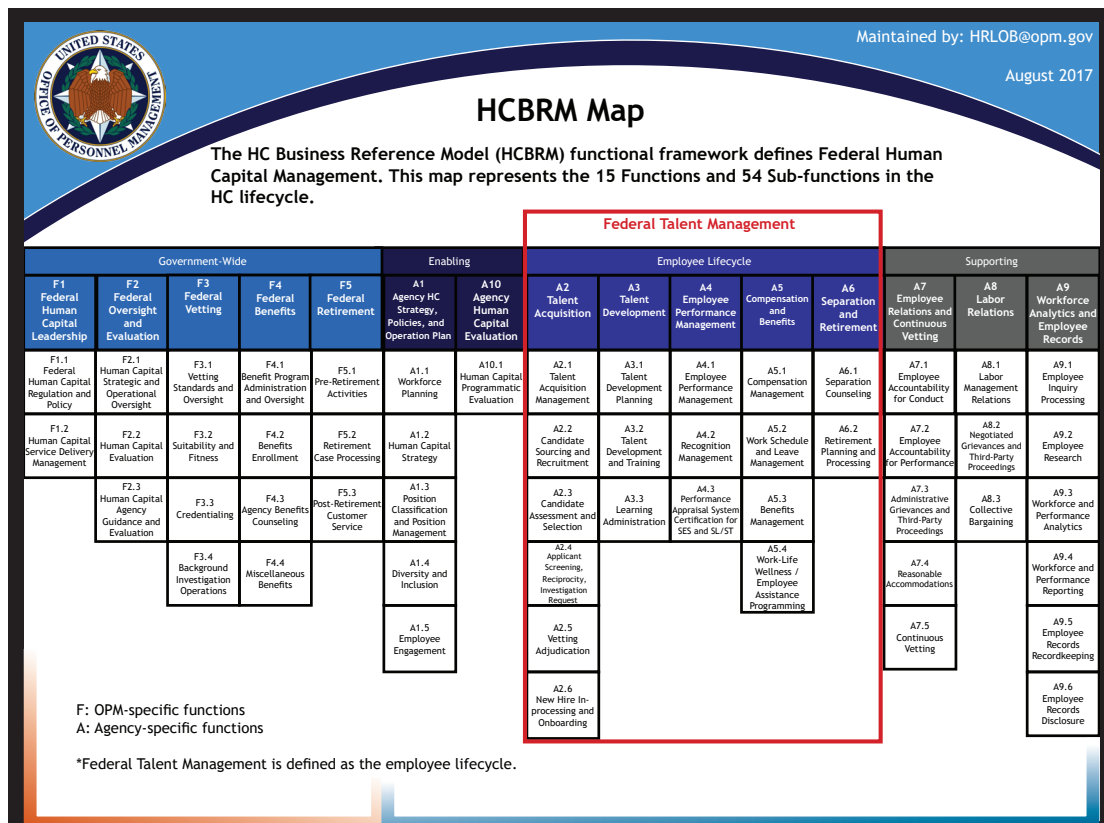 UNITED STATES
OFFICE OF PERSONNEL MANAGEMENT
Maintained by: HRLOB@opm.gov
August 2017
HCBRM Map
The HC Business Reference Model (HCBRM) functional framework defines Federal Human
Capital Management. This map represents the 15 Functions and 54 Sub-functions in the
HC lifecycle.
Federal Talent Management
Government-Wide
Enabling
Employee Lifecycle
Supporting
F1
Federal
Human
Capital
Leadership
F2
Federal
Oversight
and
Evaluation
F3
Federal
Vetting
F4
Federal
Benefits
F5
Federal
Retirement
A1
Agency HC
Strategy,
Policies, and
Operation Plan
A10
Agency
Human
Capital
Evaluation
A2
Talent
Acquisition
A3
Talent
Development
A4
Employee
Performance
Management
A5
Compensation
and
Benefits
A6
Separation
and
Retirement
A7
Employee
Relations and
Continuous
Vetting
A8
Labor
Relations
A9
Workforce
Analytics and
Employee
Records
F1.1
Federal
Human Capital
Regulation and
Policy
F2.1
Human Capital
Strategic and
Operational
Oversight
F3.1
Vetting
Standards and
Oversight
F4.1
Benefit Program
Administration
and Oversight
F5.1
Pre-Retirement
Activities
A1.1
Workforce
Planning
A10.1
Human Capital
Programmatic
Evaluation
A2.1
Talent
Acquisition
Management
A3.1
Talent
Development
Planning
A4.1
Employee
Performance
Management
A5.1
Compensation
Management
A6.1
Separation
Counseling
A7.1
Employee
Accountability
for Conduct
A8.1
Labor
Management
Relations
A9.1
Employee
Inquiry
Processing
F1.2
Human Capital
Service Delivery
Management
F2.2
Human Capital
Evaluation
F3.2
Suitability and
Fitness
F4.2
Benefits
Enrollment
F5.2
Retirement
Case Processing
A1.2
Human Capital
Strategy
A2.2
Candidate
Sourcing and
Recruitment
A3.2
Talent
Development
and Training
A4.2
Recognition
Management
A5.2
Work Schedule
and Leave
Management
A6.2
Retirement
Planning and
Processing
A7.2
Employee
Accountability
for Performance
A8.2
Negotiated
Grievances and
Third-Party
Proceedings
A9.2
Employee
Research
F2.3
Human Capital
Agency
Guidance and
Evaluation
F3.3
Credentialing
F4.3
Agency Benefits
Counseling
F5.3
Post-Retirement
Customer
Service
A1.3
Position
Classification
and Position
Management
A2.3
Candidate
Assessment and
Selection
A3.3
Learning
Administration
A4.3
Performance
Appraisal System
Certification for
SES and SL/ST
A5.3
Benefits
Management
A7.3
Administrative
Grievances and
Third-Party
Proceedings
A8.3
Collective
Bargaining
A9.3
Workforce and
Performance
Analytics
F3.4
Background
Investigation
Operations
F4.4
Miscellaneous
Benefits
A1.4
Diversity and
Inclusion
A2.4
Applicant
Screening,
Reciprocity,
Investigation
Request
A5.4
Work-Life
Wellness /
Employee
Assistance
Programming
A7.4
Reasonable
Accommodations
A9.4
Workforce and
Performance
Reporting
A1.5
Employee
Engagement
A2.5
Vetting
Adjudication
A7.5
Continuous
Vetting
A9.5
Employee
Records
Recordkeeping
A2.6
New Hire In-
processing and
Onboarding
A9.6
Employee
Records
Disclosure
F: OPM-specific functions
A: Agency-specific functions
*Federal Talent Management is defined as the employee lifecycle.